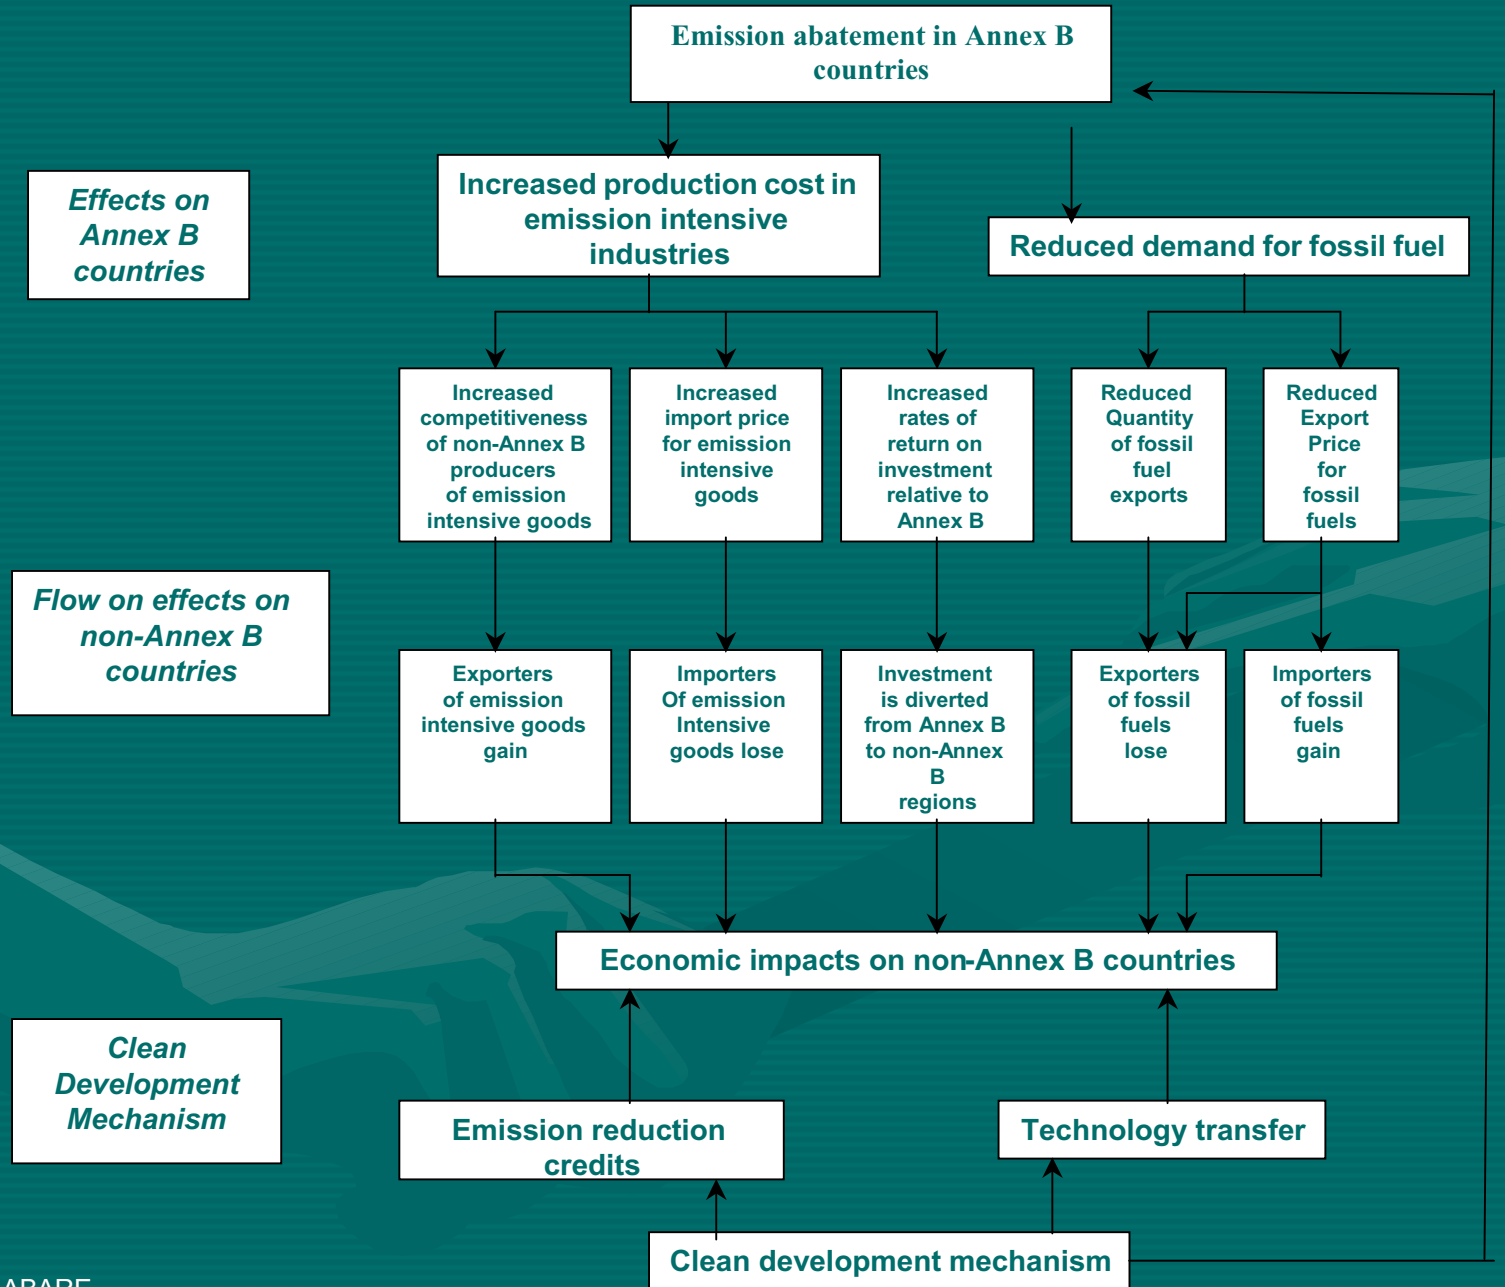 Emission abatement in Annex B
countries
Effects on
Annex B
countries
Increased production cost in
emission intensive
industries
Reduced demand for fossil fuel
Increased
competitiveness
of non-Annex B
producers
of emission
intensive goods
Increased
import price
for emission
intensive
goods
Increased
rates of
return on
investment
relative to
Annex B
Reduced
Quantity
of fossil
fuel
exports
Reduced
Export
Price
for
fossil
fuels
Flow on effects on
non-Annex B
countries
Exporters
of emission
intensive goods
gain
Importers
Of emission
Intensive
goods lose
Investment
is diverted
from Annex B
to non-Annex
B
regions
Exporters
of fossil
fuels
lose
Importers
of fossil
fuels
gain
Economic impacts on non-Annex B countries
Clean
Development
Mechanism
Emission reduction
credits
Technology transfer
Clean development mechanism
ABARE